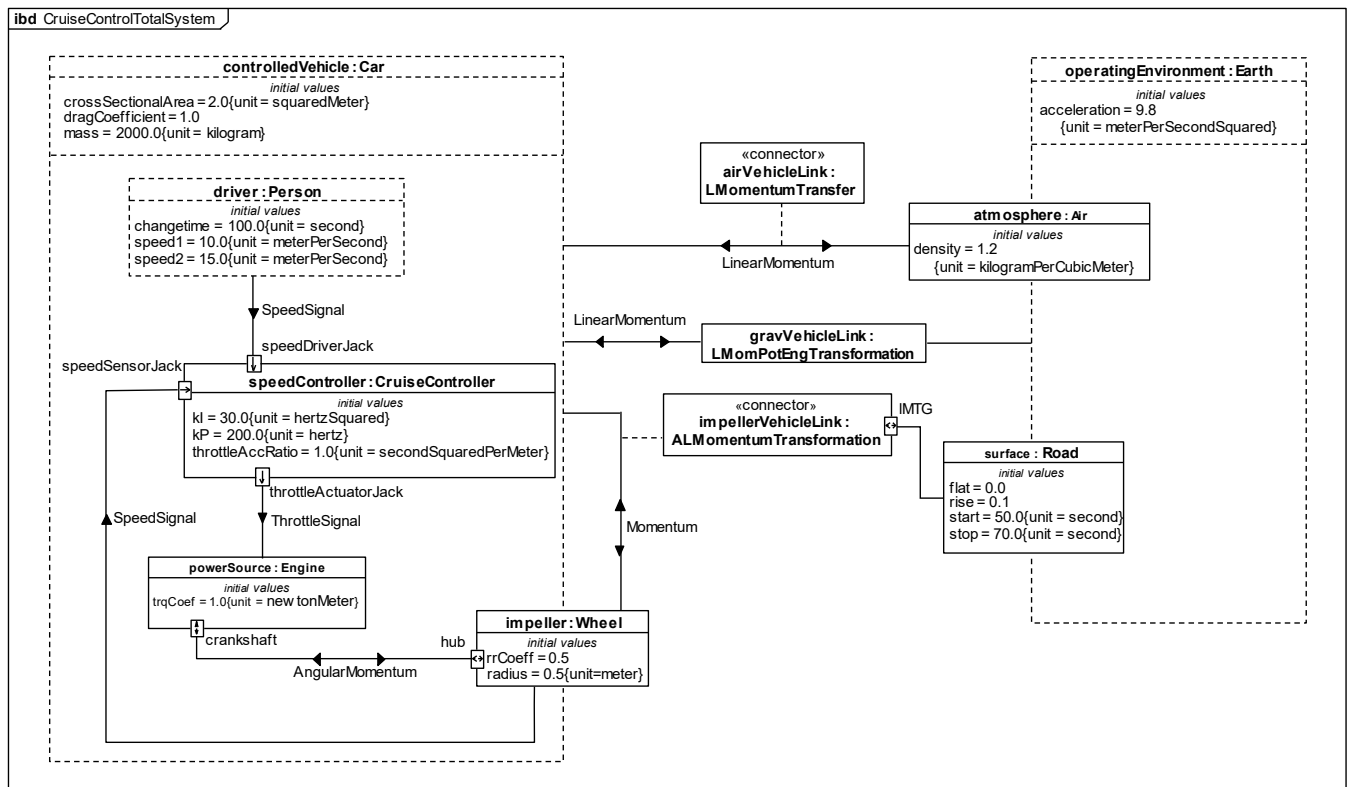 ibd CruiseControlTotalSystem
controlledVehicle : Car
initial values
crossSectionalArea = 2.0{unit = squaredMeter}
dragCoefficient = 1.0
mass = 2000.0{unit = kilogram}
driver : Person
initial values
changetime = 100.0{unit = second}
speed1 = 10.0{unit = meterPerSecond}
speed2 = 15.0{unit = meterPerSecond}
SpeedSignal
speedDriverJack
speedSensorJack
speedController : CruiseController
initial values
kI = 30.0{unit = hertzSquared}
kP = 200.0{unit = hertz}
throttleAccRatio = 1.0{unit = secondSquaredPerMeter}
throttleActuatorJack
SpeedSignal
ThrottleSignal
powerSource : Engine
initial values
trqCoef = 1.0{unit = newtonMeter}
crankshaft
AngularMomentum
hub
impeller : Wheel
initial values
rrCoeff = 0.5
radius = 0.5{unit=meter}
Momentum
«connector»
airVehicleLink :
LMomentumTransfer
LinearMomentum
LinearMomentum
gravVehicleLink :
LMomPotEngTransformation
«connector»
impellerVehicleLink :
ALMomentumTransformation
IMTG
operatingEnvironment : Earth
initial values
acceleration = 9.8
{unit = meterPerSecondSquared}
atmosphere : Air
initial values
density = 1.2
{unit = kilogramPerCubicMeter}
surface : Road
initial values
flat = 0.0
rise = 0.1
start = 50.0{unit = second}
stop = 70.0{unit = second}